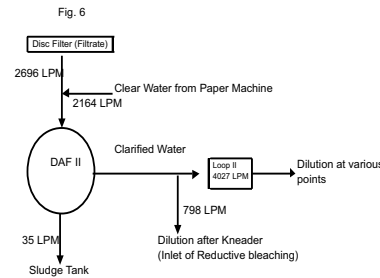 Fig. 6
Disc Filter (Filtrate)
2696 LPM
Clear Water from Paper Machine
2164 LPM
DAF II
Clarified Water
Loop II
4027 LPM
Dilution at various
points
798 LPM
35 LPM
Dilution after Kneader
(Inlet of Reductive bleaching)
Sludge Tank